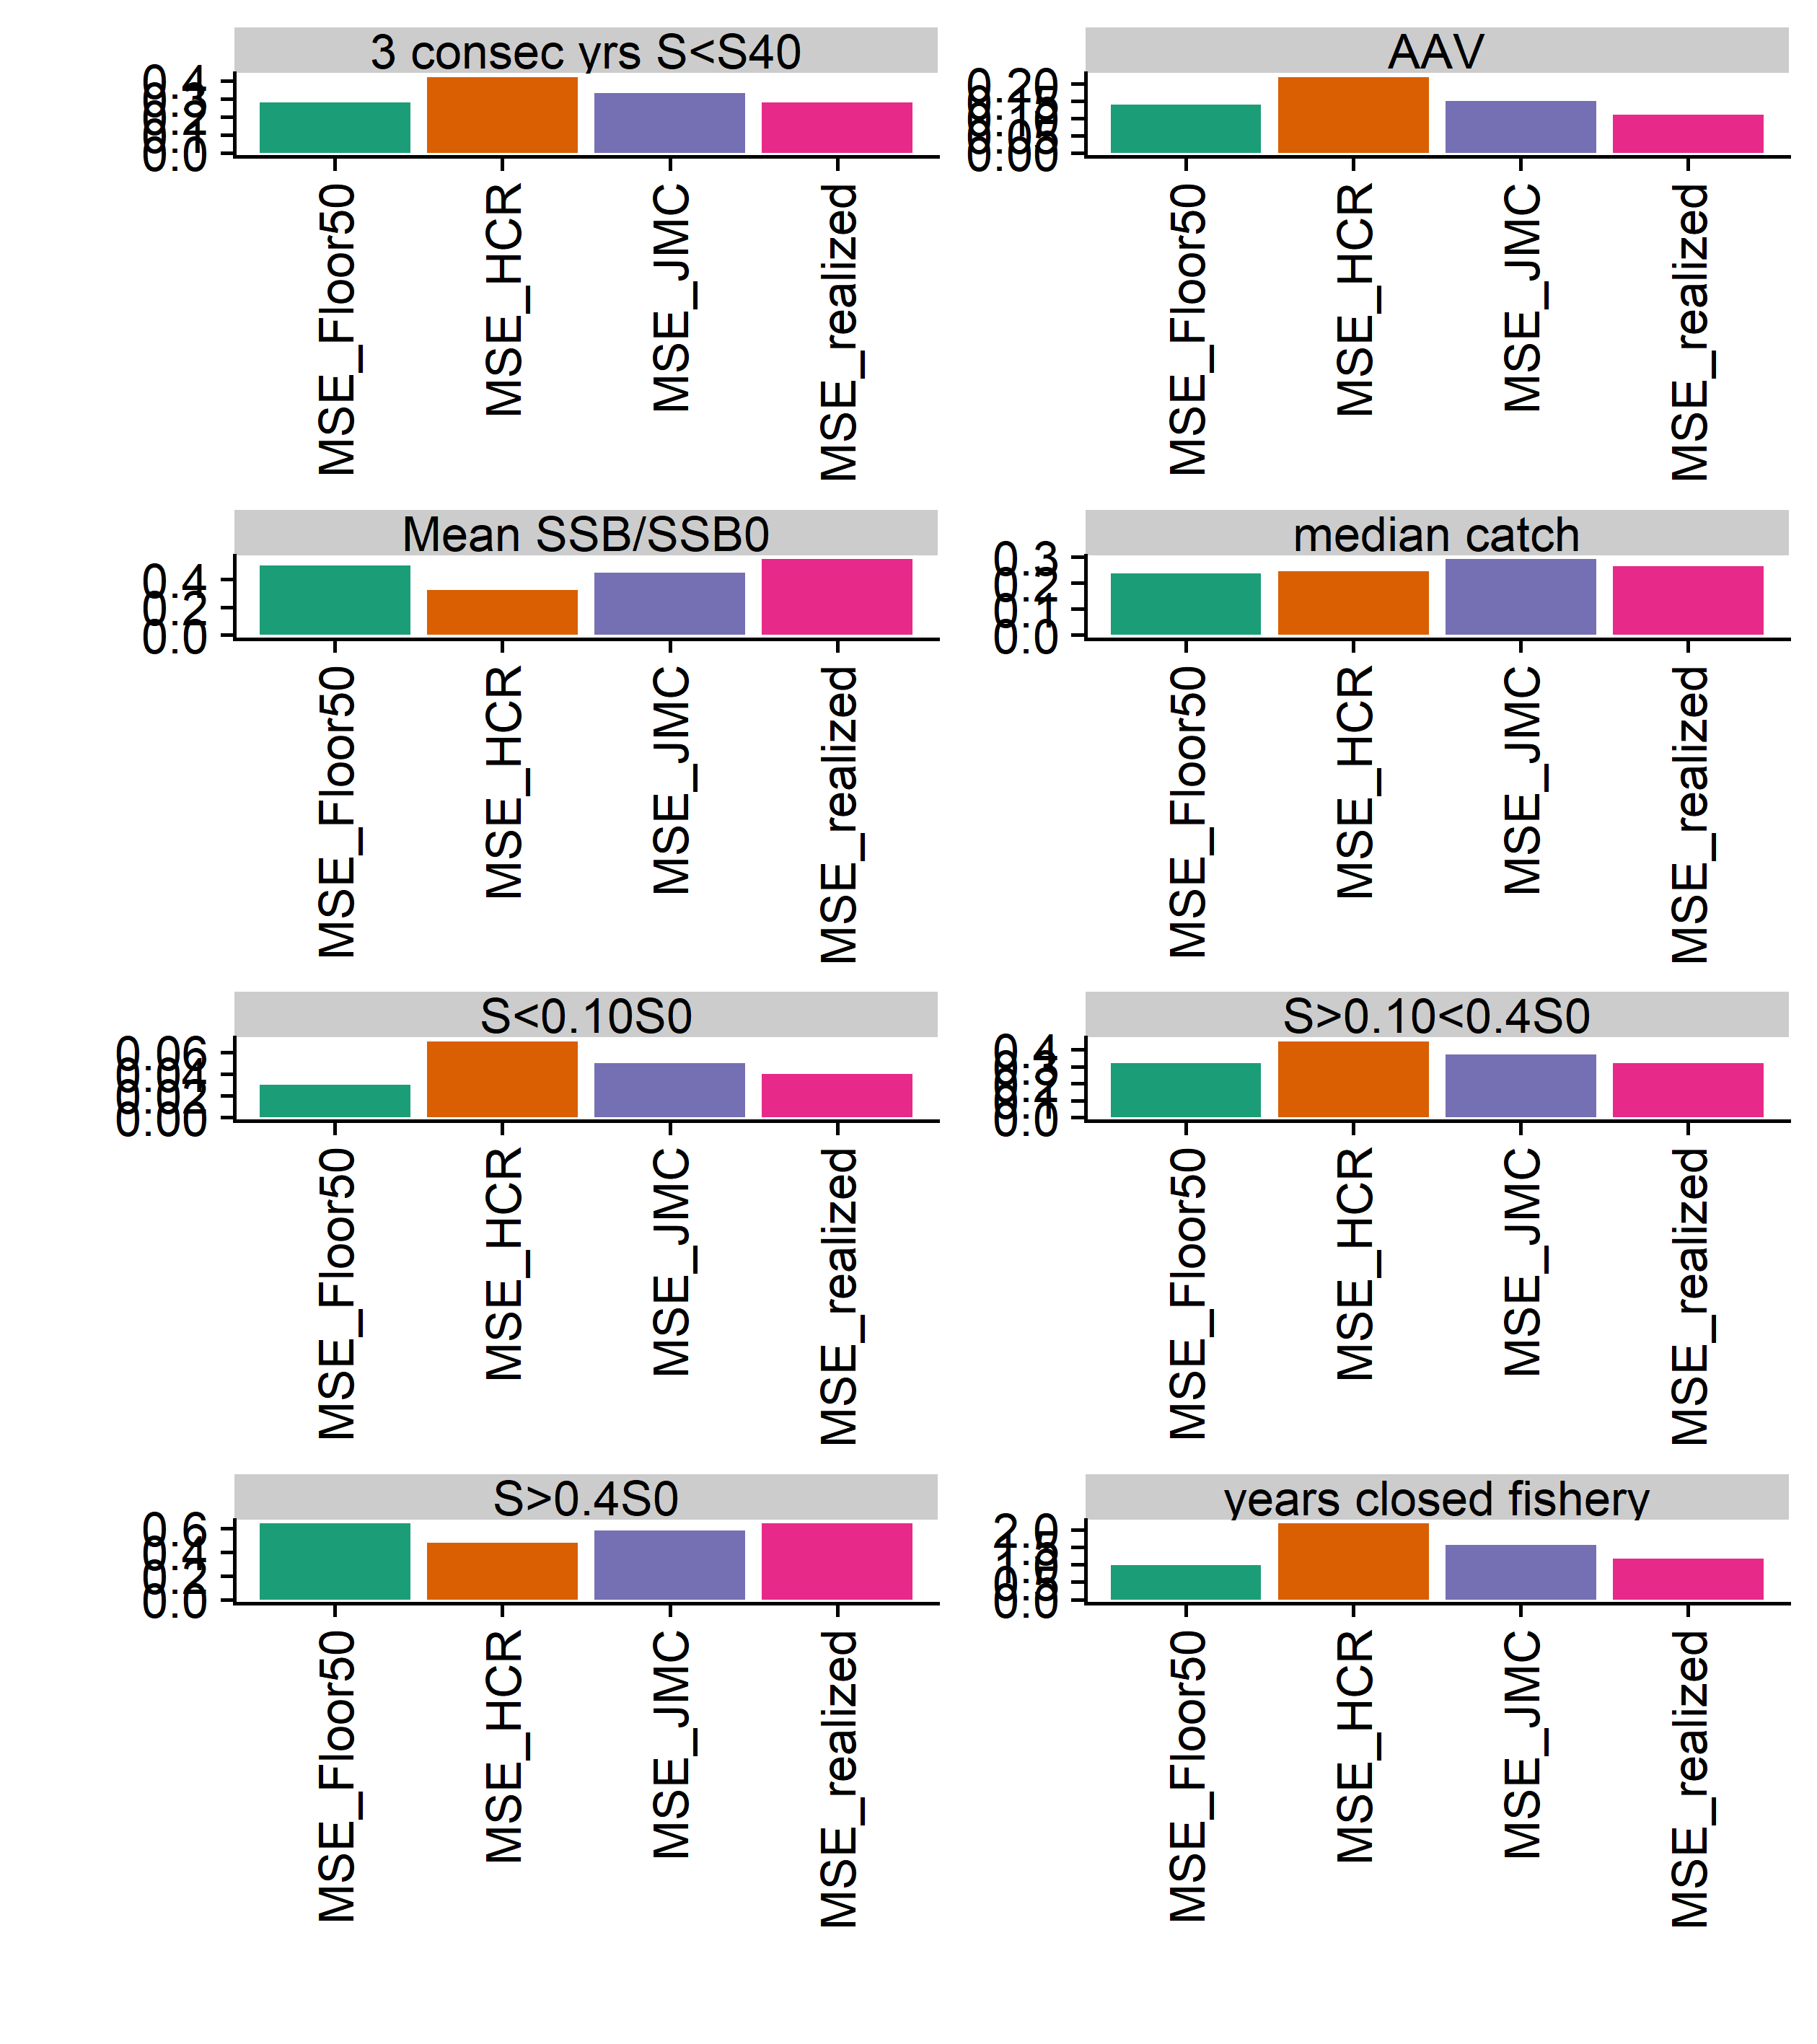 3 consec yrs S<S40
0.4
0.3
0.2
0.1
0.0
MSE_Floor50
MSE_HCR
MSE_JMC
MSE_realized
AAV
0.20
0.15
0.10
0.05
0.00
MSE_Floor50
MSE_HCR
MSE_JMC
MSE_realized
Mean SSB/SSB0
0.4
0.2
0.0
MSE_Floor50
MSE_HCR
MSE_JMC
MSE_realized
median catch
0.3
0.2
0.1
0.0
MSE_Floor50
MSE_HCR
MSE_JMC
MSE_realized
S<0.10S0
0.06
0.04
0.02
0.00
MSE_Floor50
MSE_HCR
MSE_JMC
MSE_realized
S>0.10<0.4S0
0.4
0.3
0.2
0.1
0.0
MSE_Floor50
MSE_HCR
MSE_JMC
MSE_realized
S>0.4S0
0.6
0.4
0.2
0.0
MSE_Floor50
MSE_HCR
MSE_JMC
MSE_realized
years closed fishery
2.0
1.5
1.0
0.5
0.0
MSE_Floor50
MSE_HCR
MSE_JMC
MSE_realized